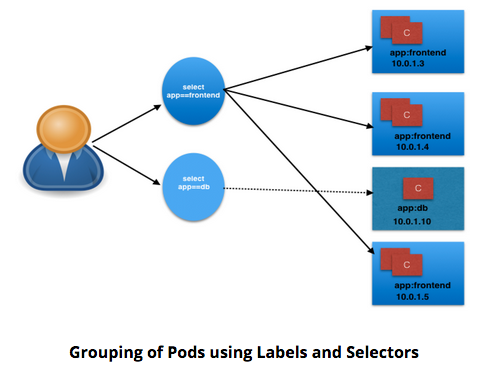 C
app:frontend
10.0.1.3
select
app==frontend
C
app:frontend
10.0.1.4
select
app==db
C
app:db
10.0.1.10
C
app:frontend
10.0.1.5
Grouping of Pods using Labels and Selectors